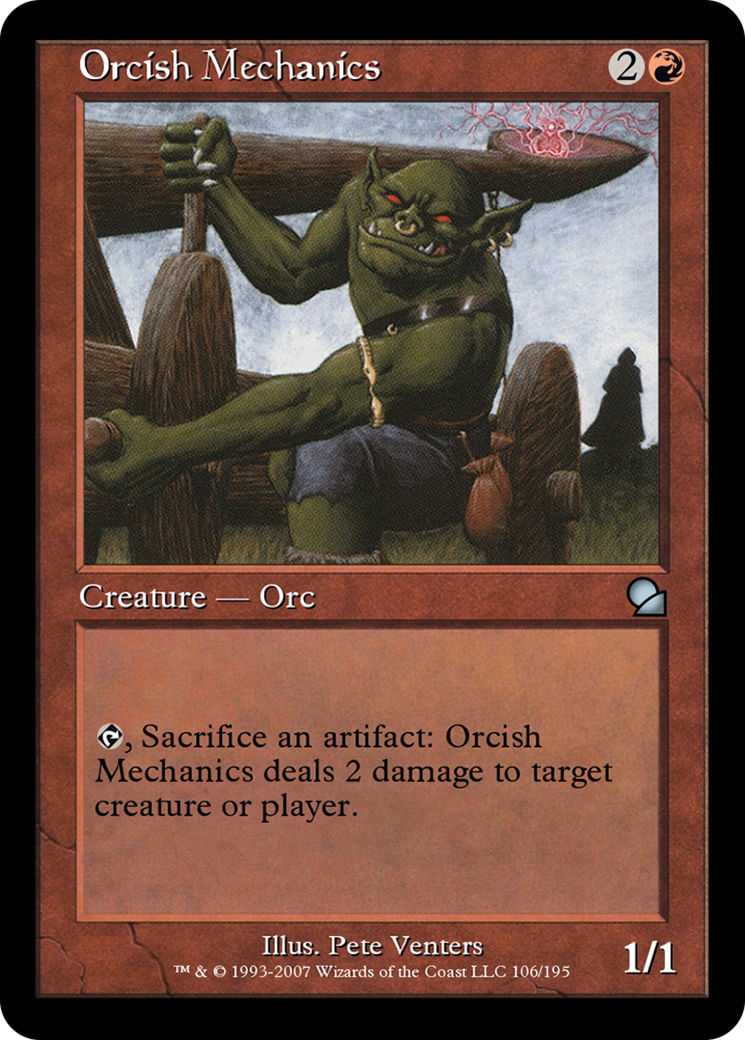 Orcish Mechanics 2
Creature — Orc
, Sacrifice an artifact: Orcish
Mechanics deals 2 damage to target
creature or player.
Illus. Pete Venters
™ & © 1993-2007 Wizards of the Coast LLC 106/195
1/1